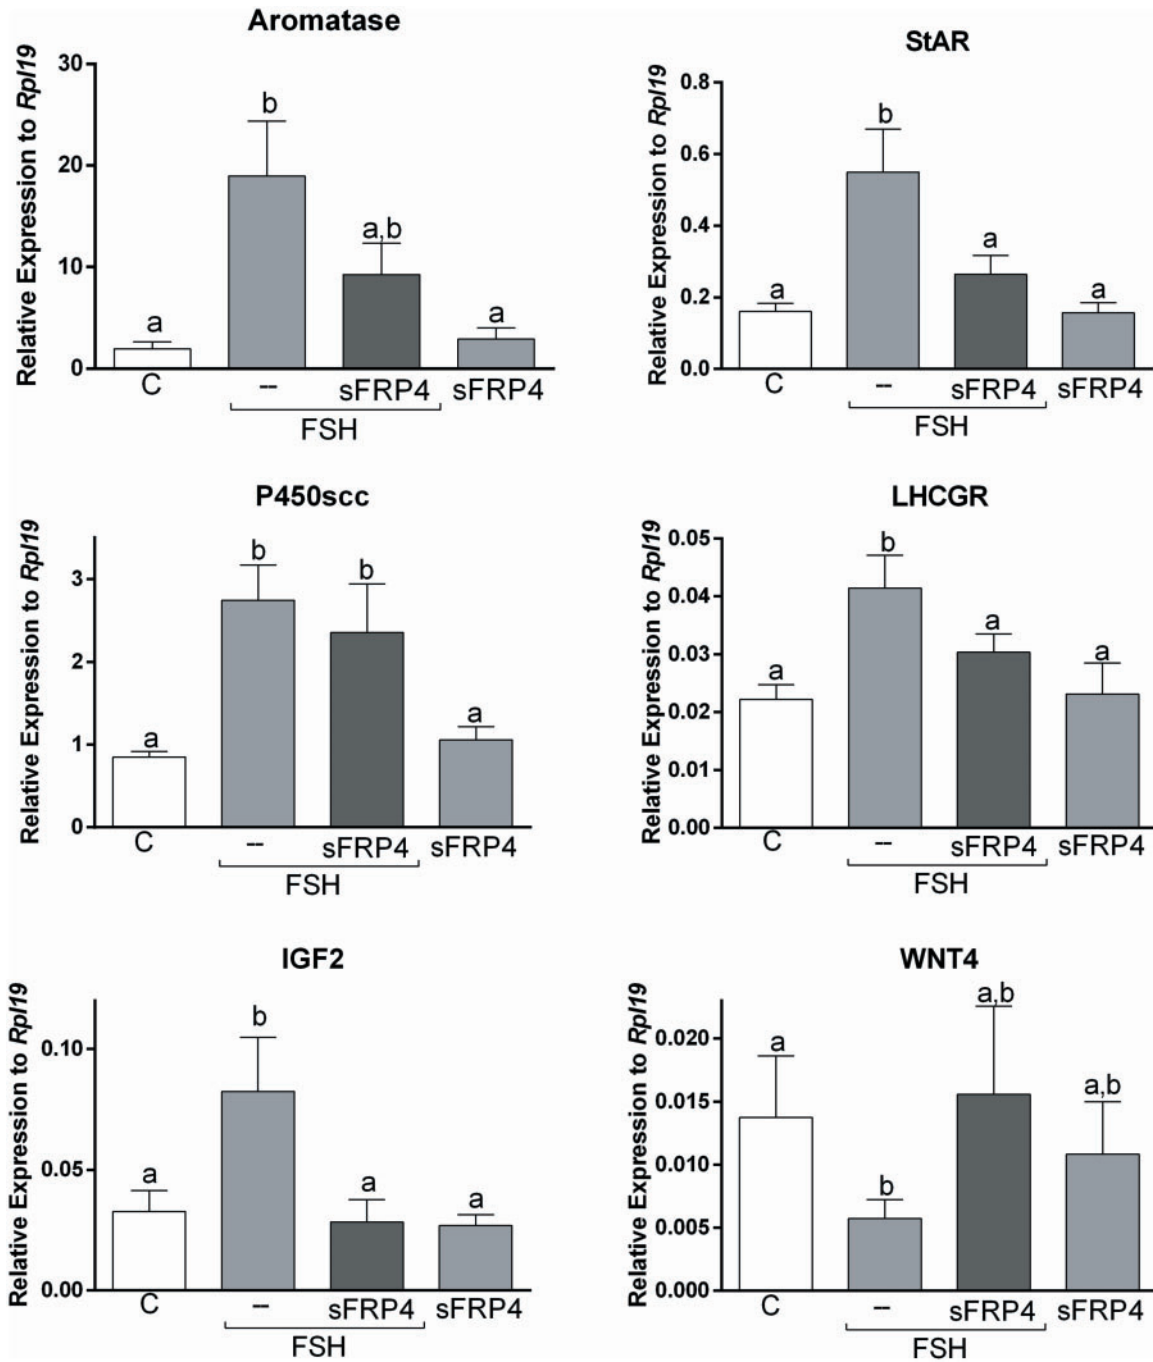 Aromatase
Relative Expression to Rpl19
30
20
10
0
a
b
a,b
a
C
--
sFRP4
sFRP4
FSH
StAR
Relative Expression to Rpl19
0.8
0.6
0.4
0.2
0.0
a
b
a
a
C
--
sFRP4
sFRP4
FSH
P450scc
Relative Expression to Rpl19
3
2
1
0
a
b
b
a
C
--
sFRP4
sFRP4
FSH
LHCGR
Relative Expression to Rpl19
0.05
0.04
0.03
0.02
0.01
0.00
a
b
a
a
C
--
sFRP4
sFRP4
FSH
IGF2
Relative Expression to Rpl19
0.10
0.05
0.00
a
b
a
a
C
--
sFRP4
sFRP4
FSH
WNT4
Relative Expression to Rpl19
0.020
0.015
0.010
0.005
0.000
a
b
a,b
a,b
C
--
sFRP4
sFRP4
FSH